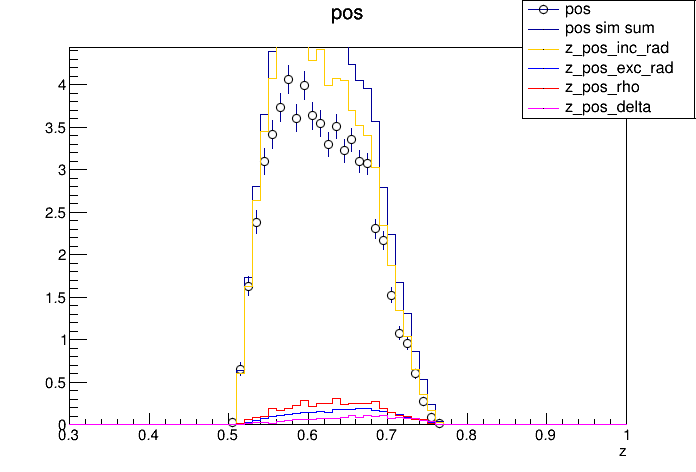 pos
pos
pos sim sum
z_pos_inc_rad
z_pos_exc_rad
z_pos_rho
z_pos_delta
4
3.5
3
2.5
2
1.5
1
0.5
0
0.3 0.4 0.5 0.6 0.7 0.8 0.9 1
z